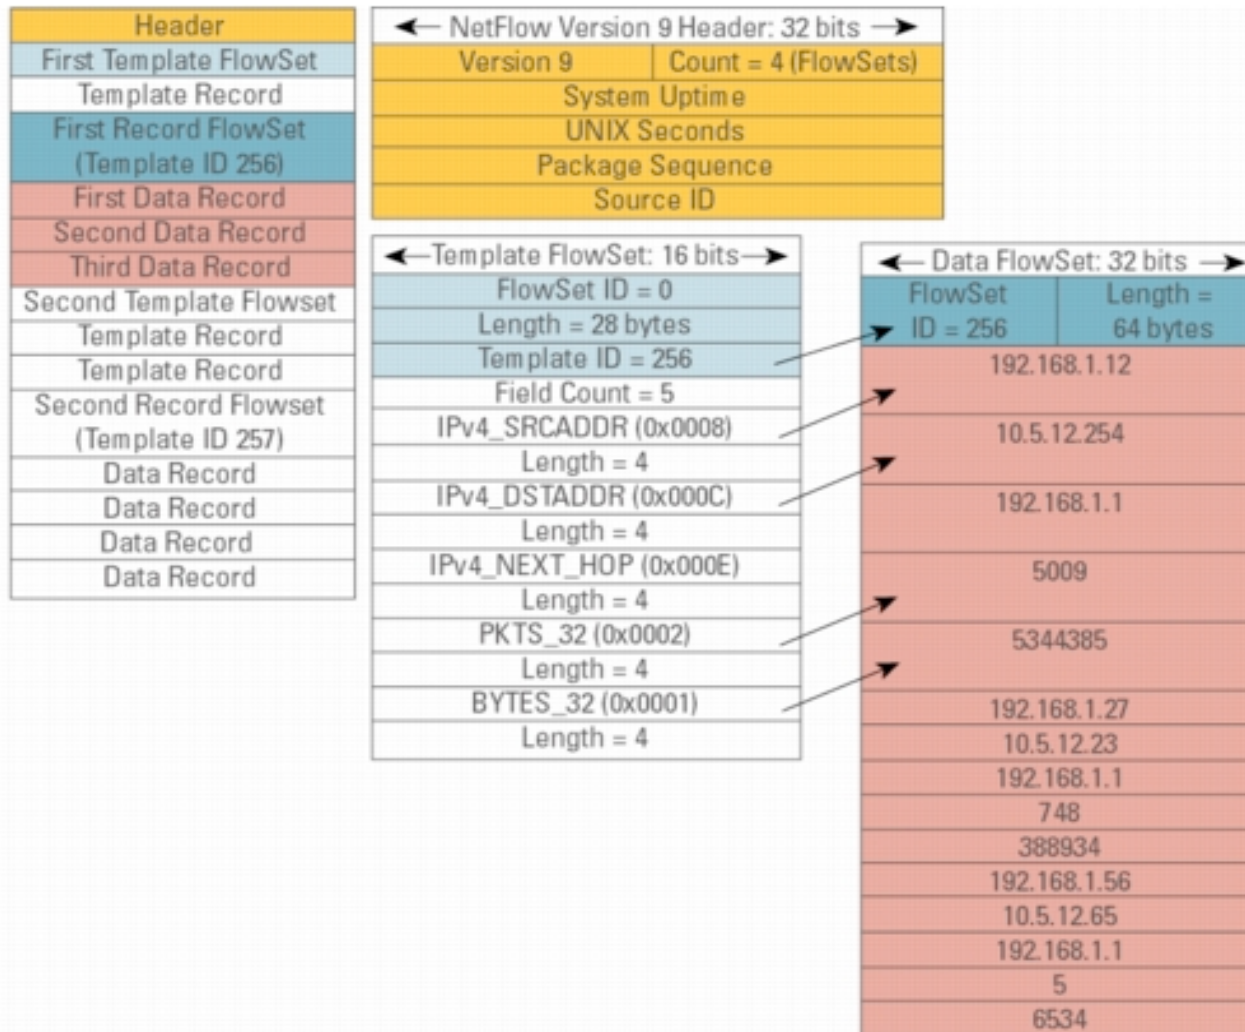 Header
First Template FlowSet
Template Record
First Record FlowSet
(Template ID 256)
First Data Record
Second Data Record
Third Data Record
Second Template Flowset
Template Record
Template Record
Second Record Flowset
(Template ID 257)
Data Record
Data Record
Data Record
Data Record
NetFlow Version 9 Header: 32 bits
Version 9
Count = 4 (FlowSets)
System Uptime
UNIX Seconds
Package Sequence
Source ID
Template FlowSet: 16 bits
FlowSet ID = 0
Length = 28 bytes
Template ID = 256
Field Count = 5
IPv4_SRCADDR (0x0008)
Length = 4
IPv4_DSTADDR (0x000C)
Length = 4
IPv4_NEXT_HOP (0x000E)
Length = 4
PKTS_32 (0x0002)
Length = 4
BYTES_32 (0x0001)
Length = 4
Data FlowSet: 32 bits
FlowSet
ID = 256
Length =
64 bytes
192.168.1.12
10.5.12.254
192.168.1.1
5009
5344385
192.168.1.27
10.5.12.23
192.168.1.1
748
388934
192.168.1.56
10.5.12.65
192.168.1.1
5
6534